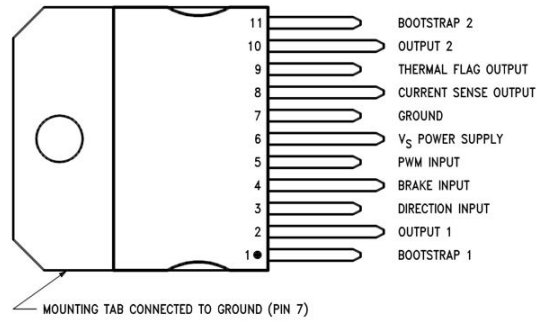 11 BOOTSTRAP 2
10 OUTPUT 2
9 THERMAL FLAG OUTPUT
8 CURRENT SENSE OUTPUT
7 GROUND
6 VS POWER SUPPLY
5 PWM INPUT
4 BRAKE INPUT
3 DIRECTION INPUT
2 OUTPUT 1
1 BOOTSTRAP 1
MOUNTING TAB CONNECTED TO GROUND (PIN 7)